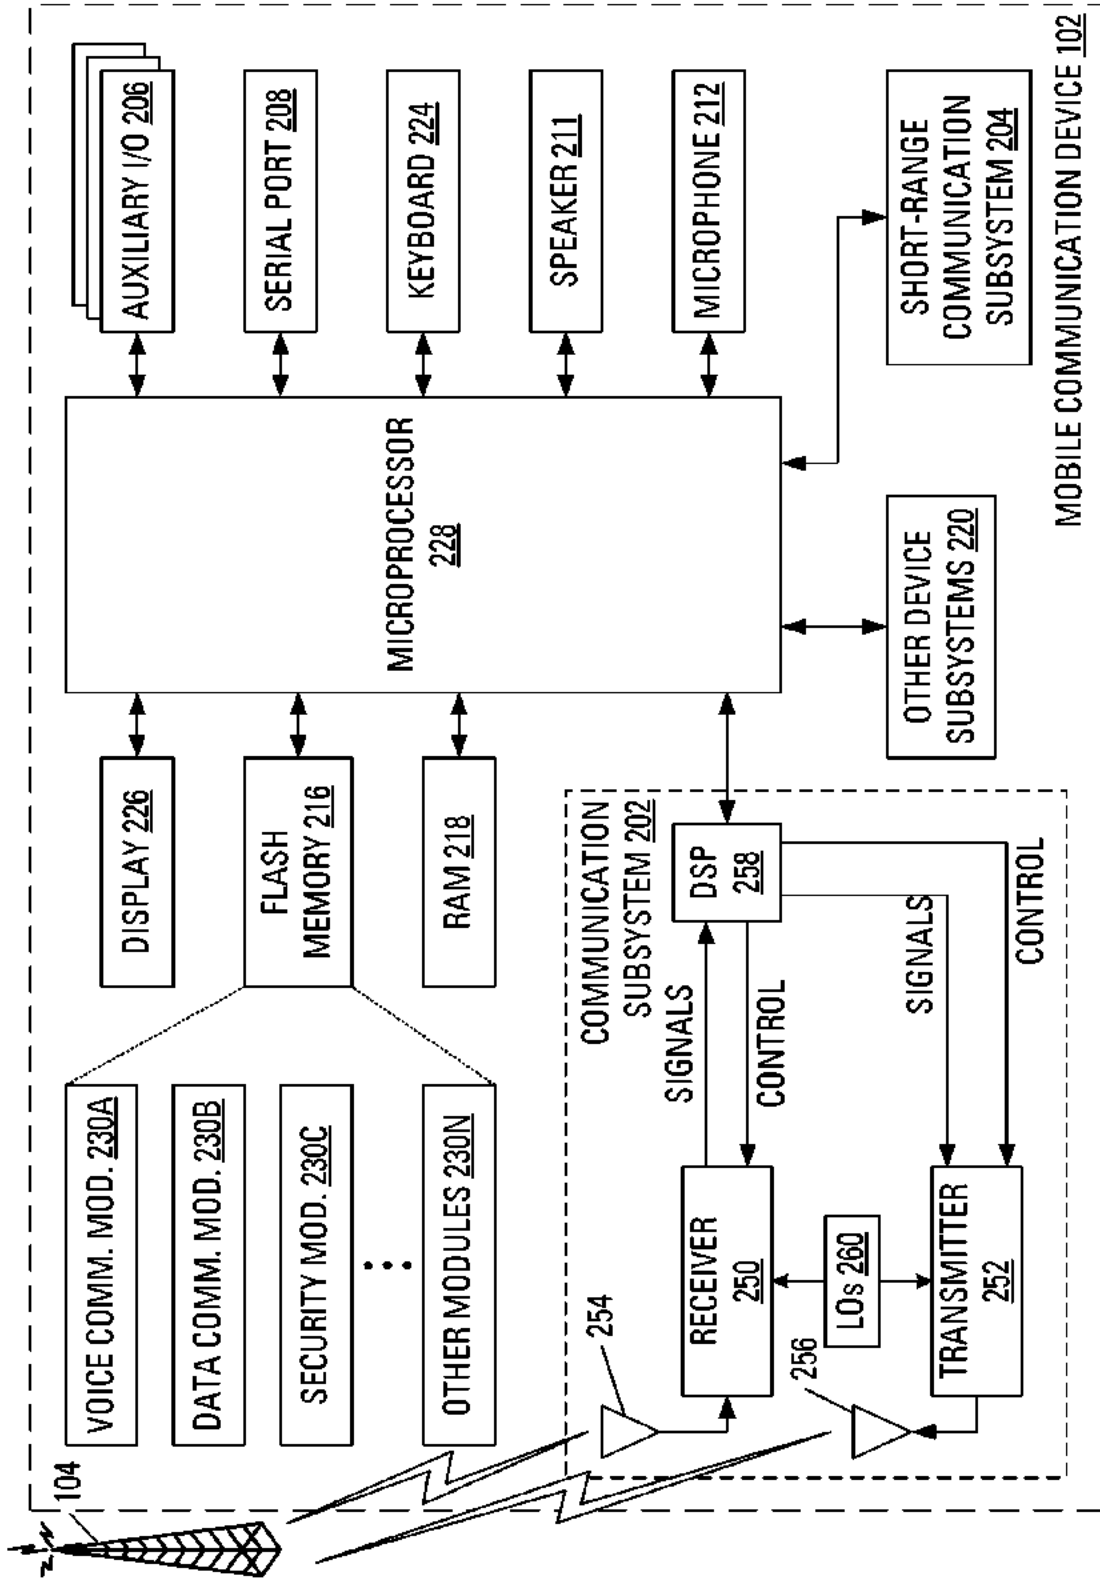 104
VOICE COMM. MOD. 230A
DATA COMM. MOD. 230B
SECURITY MOD. 230C
OTHER MODULES 230N
DISPLAY 226
FLASH
MEMORY 216
RAM 218
MICROPROCESSOR
228
AUXILIARY I/O 206
SERIAL PORT 208
KEYBOARD 224
SPEAKER 211
MICROPHONE 212
COMMUNICATION
SUBSYSTEM 202
254
RECEIVER
250
SIGNALS
CONTROL
DSP
258
LOs 260
256
TRANSMITTER
252
SIGNALS
CONTROL
OTHER DEVICE
SUBSYSTEMS 220
SHORT-RANGE
COMMUNICATION
SUBSYSTEM 204
MOBILE COMMUNICATION DEVICE 102